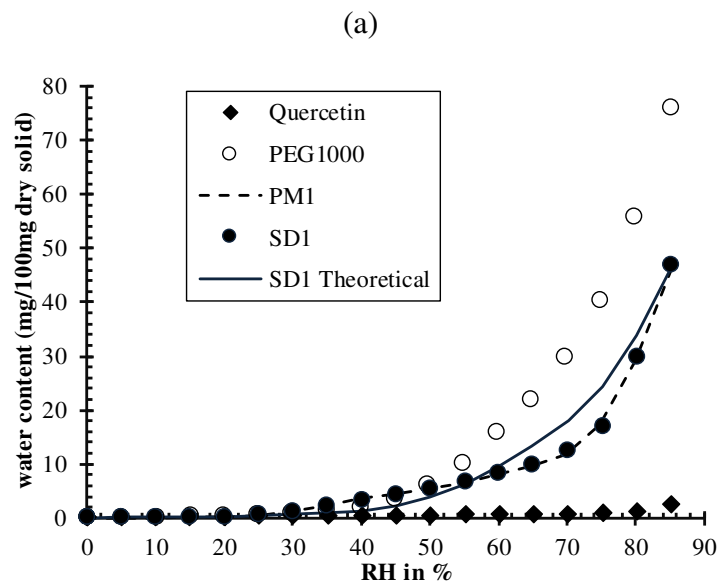 (a)
water content (mg/100mg dry solid)
80
70
60
50
40
30
20
10
0
Quercetin
PEG1000
PM1
SD1
SD1 Theoretical
0 10 20 30 40 50 60 70 80 90
RH in %